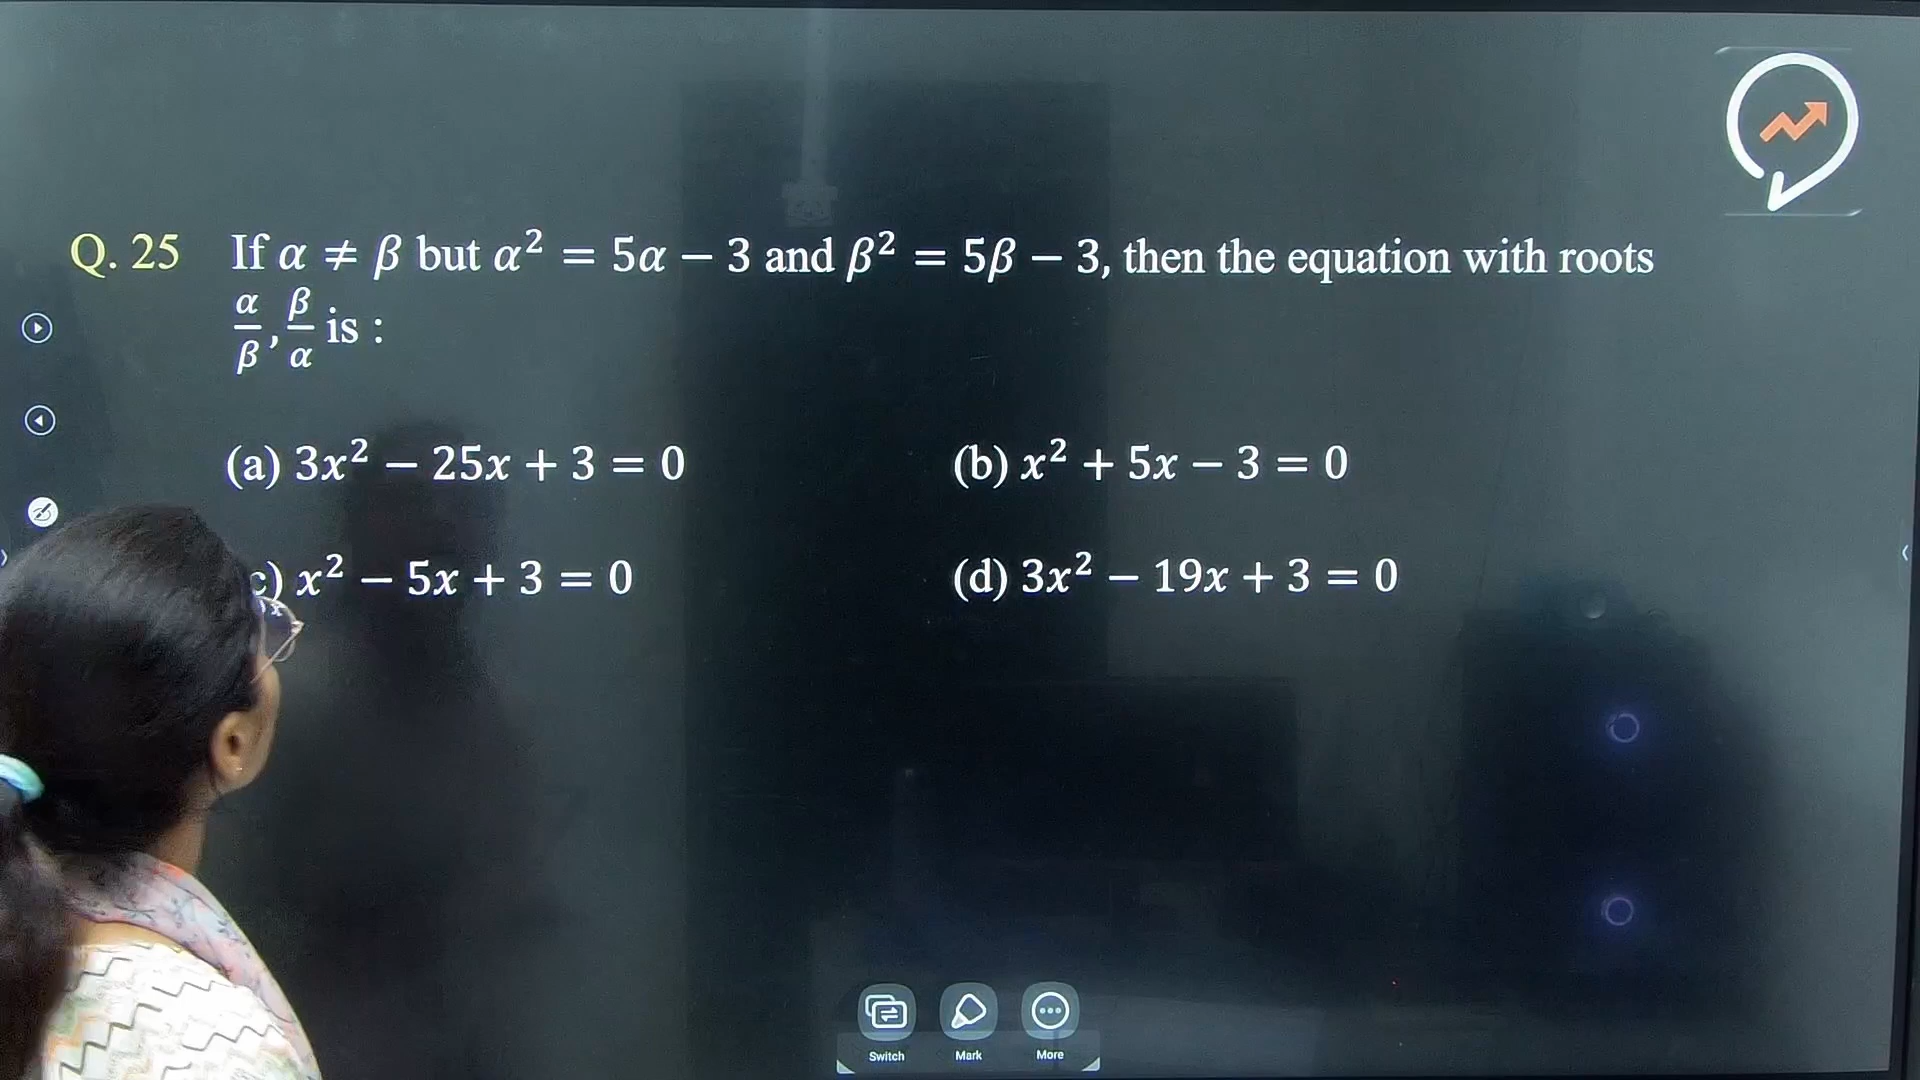 Q. 25 If α ≠ β but α² = 5α − 3 and β² = 5β − 3, then the equation with roots
α/β, β/α is :
(a) 3x² − 25x + 3 = 0 (b) x² + 5x − 3 = 0
c) x² − 5x + 3 = 0 (d) 3x² − 19x + 3 = 0
Switch Mark More